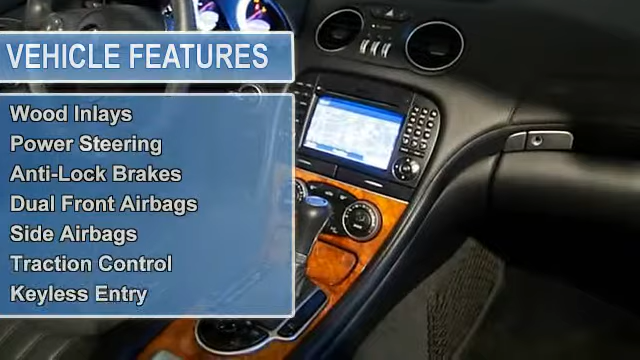 VEHICLE FEATURES
Wood Inlays
Power Steering
Anti-Lock Brakes
Dual Front Airbags
Side Airbags
Traction Control
Keyless Entry